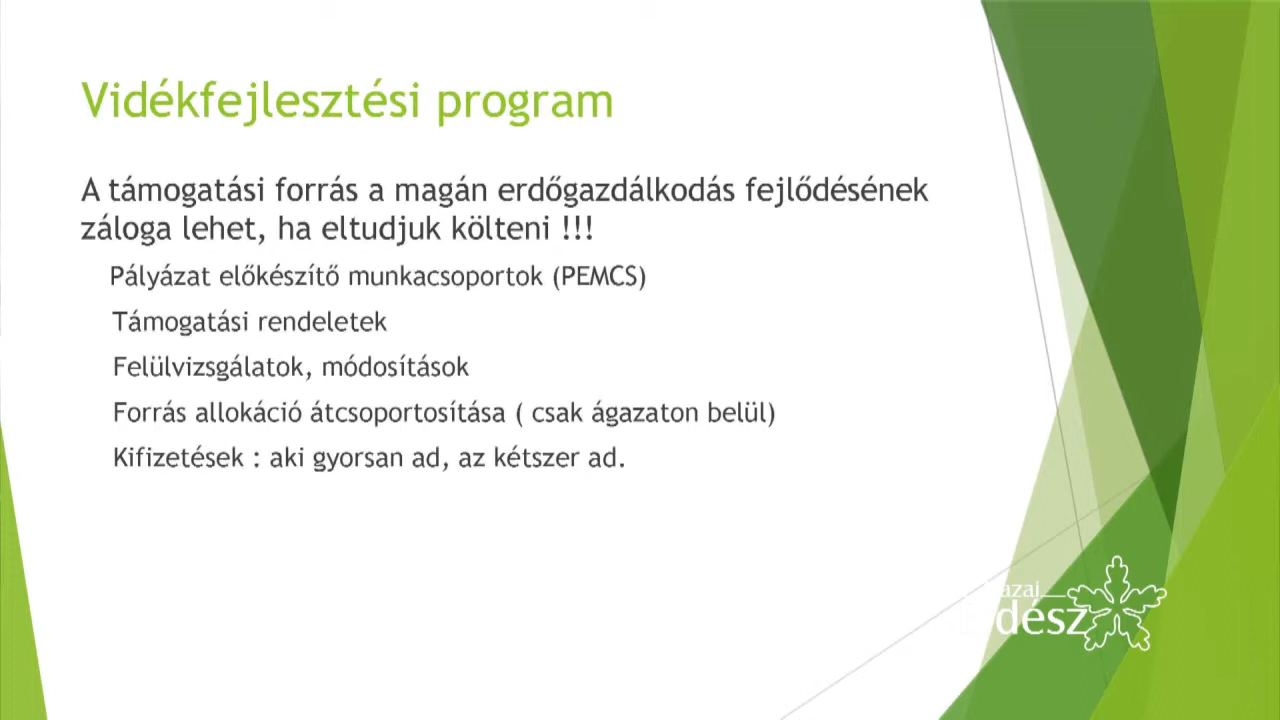 Vidékfejlesztési program
A támogatási forrás a magán erdőgazdálkodás fejlődésének
záloga lehet, ha eltudjuk költeni !!!
Pályázat előkészítő munkacsoportok (PEMCS)
Támogatási rendeletek
Felülvizsgálatok, módosítások
Forrás allokáció átcsoportosítása ( csak ágazaton belül)
Kifizetések : aki gyorsan ad, az kétszer ad.